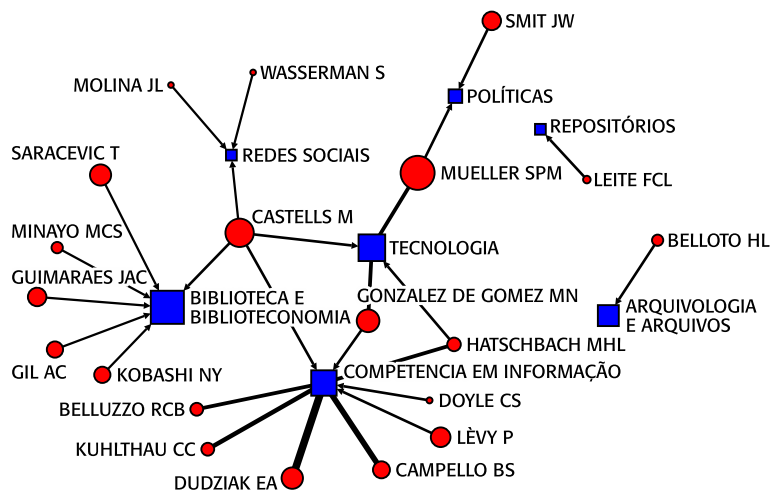 SMIT JW
WASSERMAN S
MOLINA JL
POLÍTICAS
REPOSITÓRIOS
SARACEVIC T
REDES SOCIAIS
MUELLER SPM
LEITE FCL
CASTELLS M
MINAYO MCS
TECNOLOGIA
BELLOTO HL
GUIMARAES JAC
BIBLIOTECA E
BIBLIOTECONOMIA
GONZALEZ DE GOMEZ MN
ARQUIVOLOGIA
E ARQUIVOS
HATSCHBACH MHL
GIL AC
KOBASHI NY
COMPETENCIA EM INFORMAÇÃO
DOYLE CS
BELLUZZO RCB
LÈVY P
KUHLTHAU CC
CAMPELLO BS
DUDZIAK EA